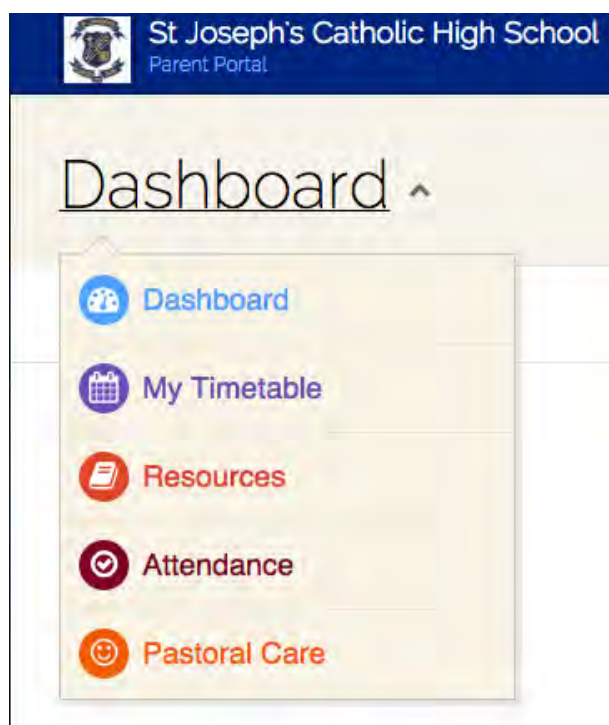 St Joseph's Catholic High School
Parent Portal
Dashboard
Dashboard
My Timetable
Resources
Attendance
Pastoral Care